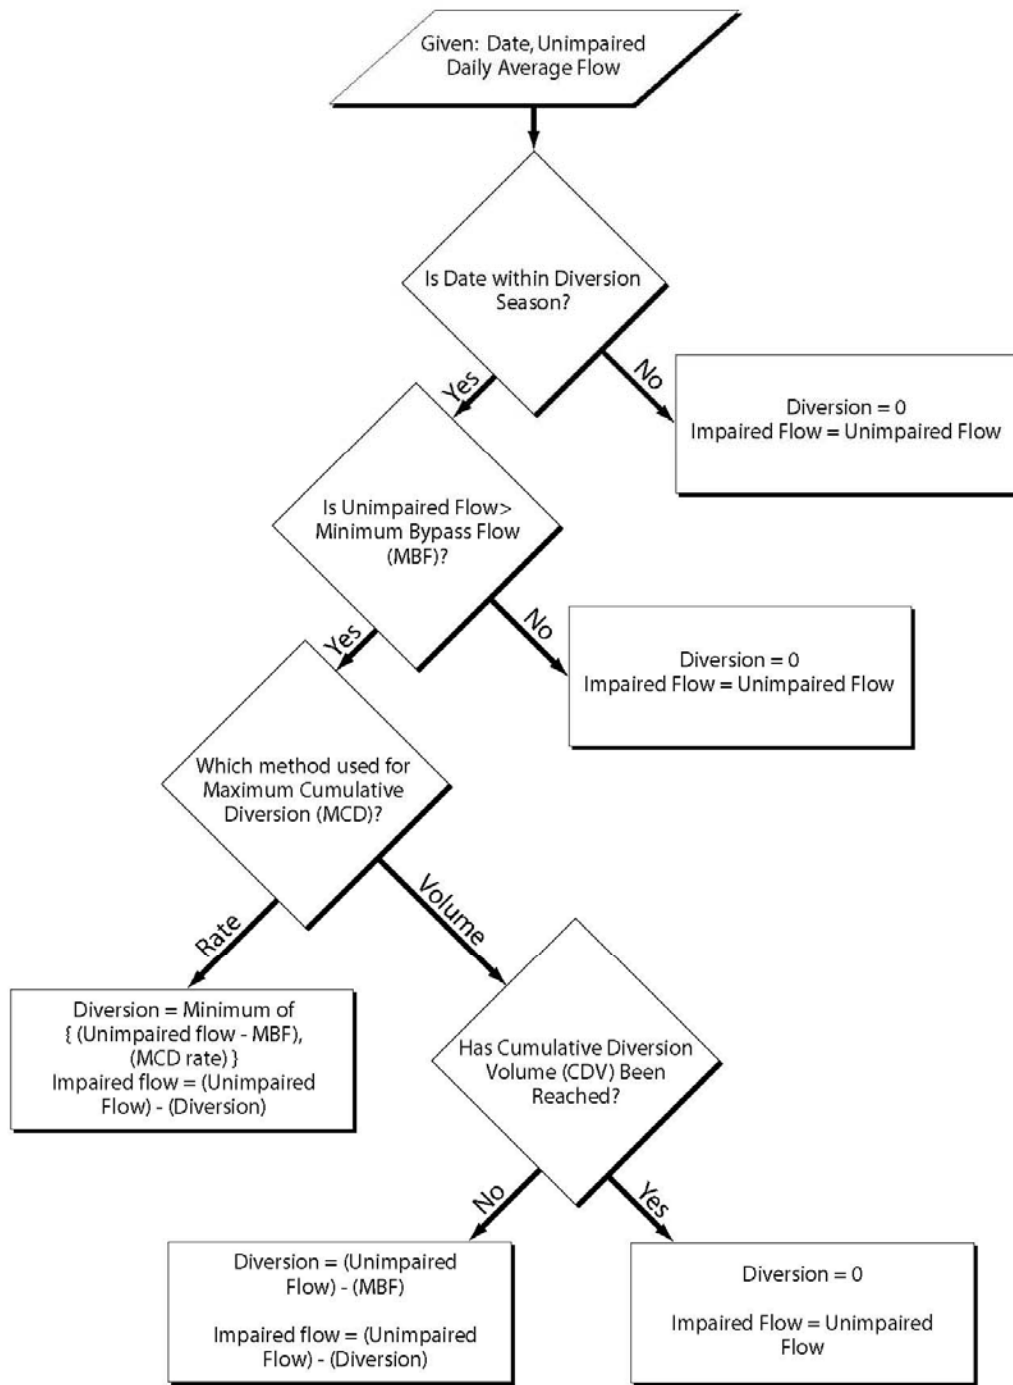 Given:  Date, Unimpaired
Daily Average Flow
Is Date within Diversion
Season?
Yes
No
Diversion = 0
Impaired Flow = Unimpaired Flow
Is Unimpaired Flow>
Minimum Bypass Flow
(MBF)?
Yes
No
Diversion = 0
Impaired Flow = Unimpaired Flow
Which method used for
Maximum Cumulative
Diversion (MCD)?
Rate
Volume
Diversion = Minimum of
{ (Unimpaired flow - MBF),
(MCD rate) }
Impaired flow = (Unimpaired
Flow) - (Diversion)
Has Cumulative Diversion
Volume (CDV) Been
Reached?
No
Yes
Diversion = (Unimpaired
Flow) - (MBF)
Impaired flow = (Unimpaired
Flow) - (Diversion)
Diversion = 0
Impaired Flow = Unimpaired
Flow